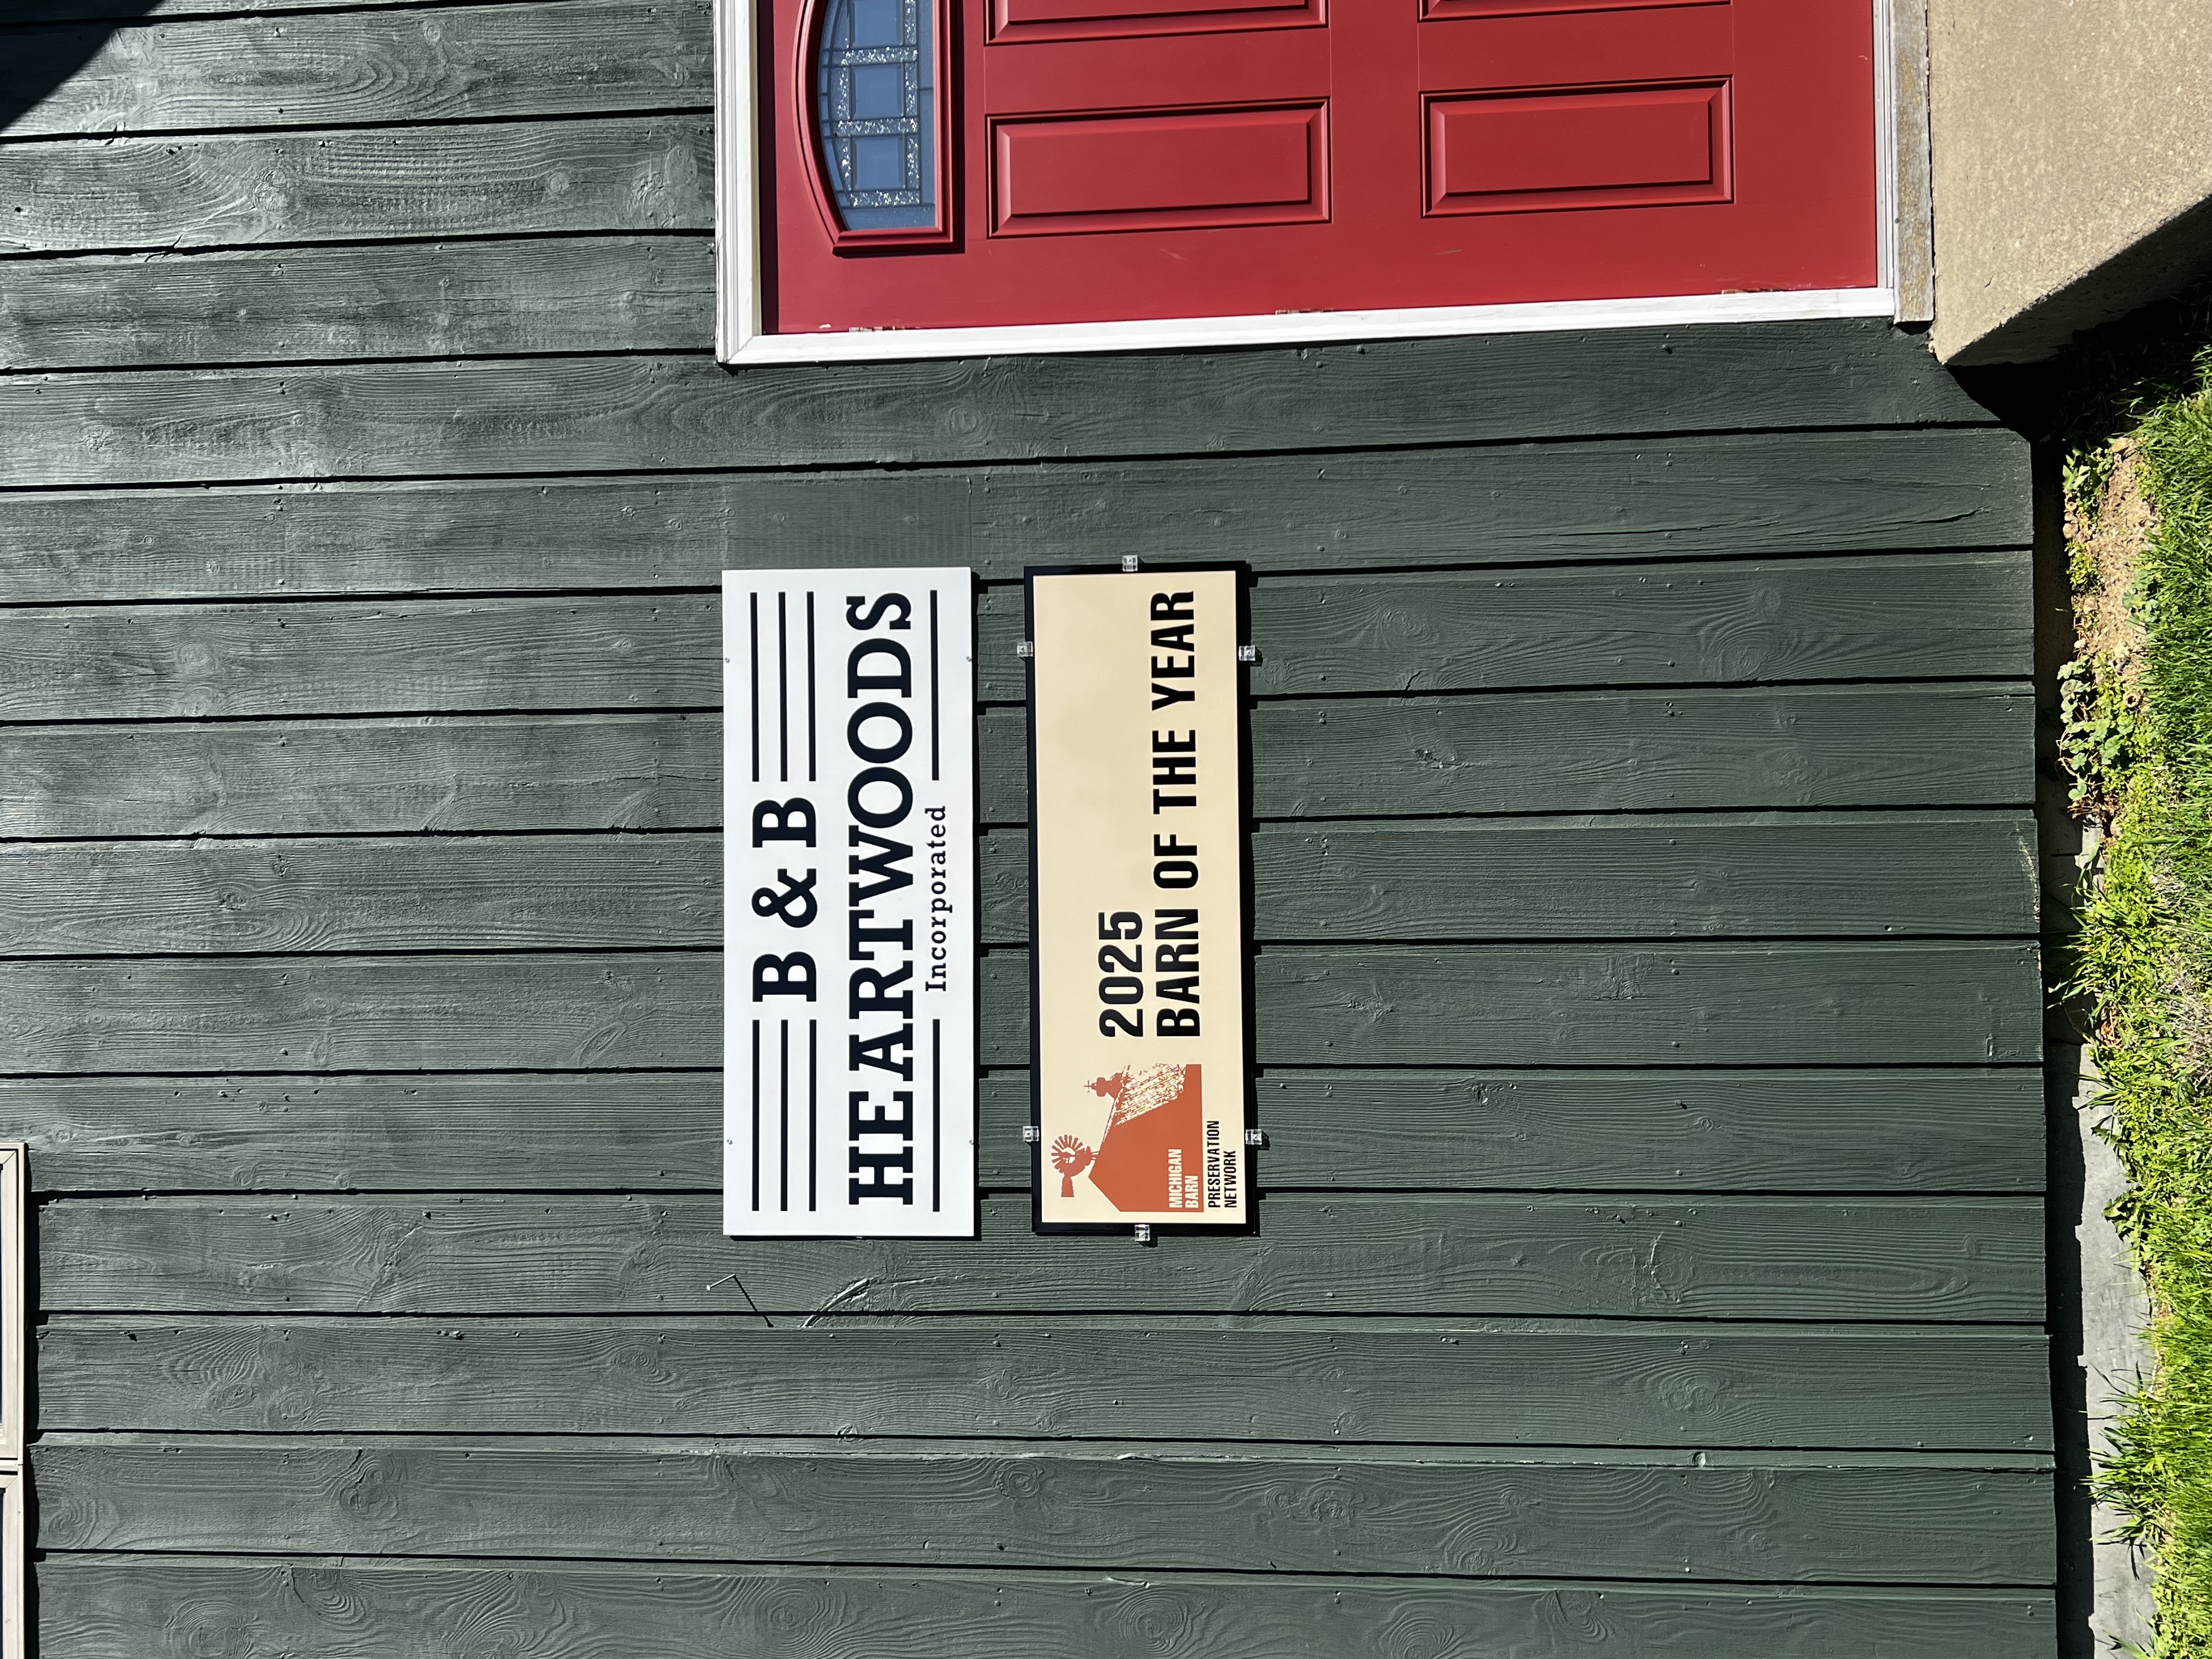 B & B
HEARTWOODS
Incorporated
2025
BARN OF THE YEAR
MICHIGAN
BARN
PRESERVATION
NETWORK